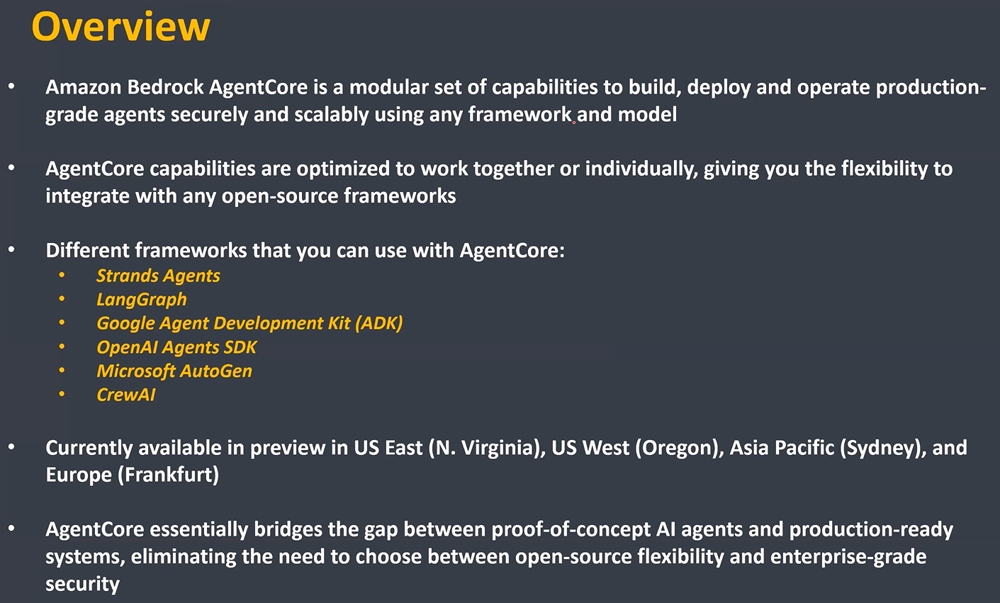 Overview
• Amazon Bedrock AgentCore is a modular set of capabilities to build, deploy and operate production-
grade agents securely and scalably using any framework and model
• AgentCore capabilities are optimized to work together or individually, giving you the flexibility to
integrate with any open-source frameworks
• Different frameworks that you can use with AgentCore:
• Strands Agents
• LangGraph
• Google Agent Development Kit (ADK)
• OpenAI Agents SDK
• Microsoft AutoGen
• CrewAI
• Currently available in preview in US East (N. Virginia), US West (Oregon), Asia Pacific (Sydney), and
Europe (Frankfurt)
• AgentCore essentially bridges the gap between proof-of-concept AI agents and production-ready
systems, eliminating the need to choose between open-source flexibility and enterprise-grade
security